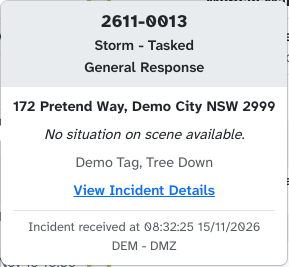 2611-0013
Storm - Tasked
General Response
172 Pretend Way, Demo City NSW 2999
No situation on scene available.
Demo Tag, Tree Down
View Incident Details
Incident received at 08:32:25 15/11/2026
DEM - DMZ